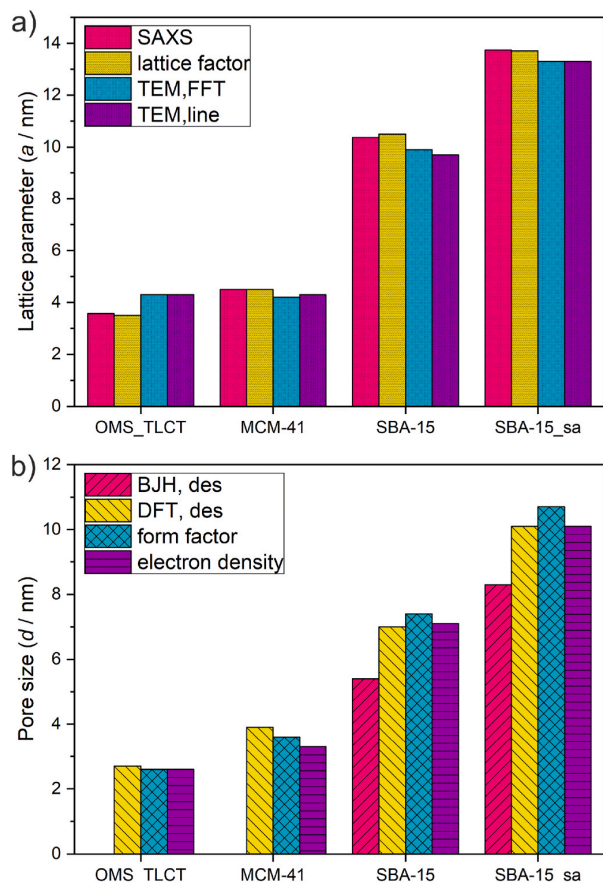 a)
SAXS
lattice factor
TEM,FFT
TEM,line
Lattice parameter (a / nm)
14
12
10
8
6
4
2
0
OMS_TLCT MCM-41 SBA-15 SBA-15_sa
b)
BJH, des
DFT, des
form factor
electron density
Pore size (d / nm)
12
10
8
6
4
2
0
OMS_TLCT MCM-41 SBA-15 SBA-15_sa